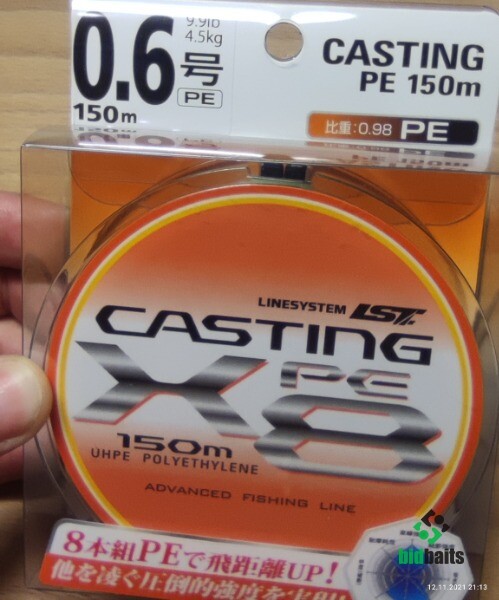 9.9lb
4.5kg
0.6号
PE
150m
CASTING
PE 150m
比重:0.98 PE
LINESYSTEM LST.
CASTING
PE
X8
150m
UHPE POLYETHYLENE
ADVANCED FISHING LINE
8本組PEで飛距離UP!
他を凌ぐ圧倒的強度を実現
bidbaits
12.11.2021 21:13